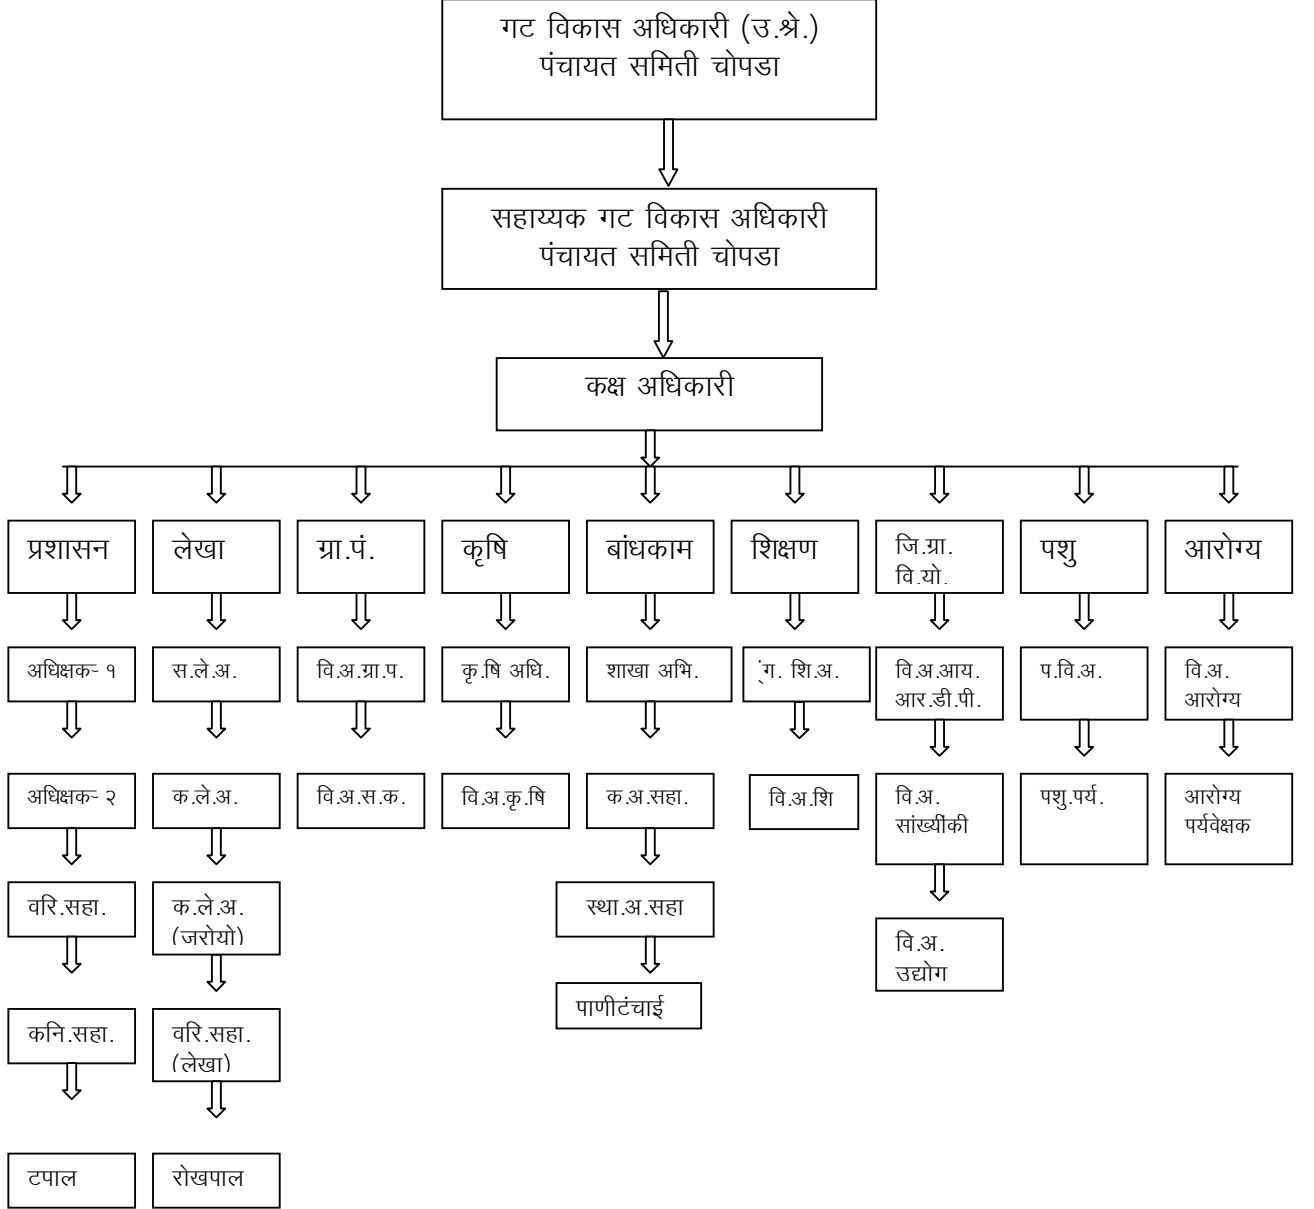 गट विकास अधिकारी (उ.श्रे.)
पंचायत समिती चोपडा
सहाय्यक गट विकास अधिकारी
पंचायत समिती चोपडा
कक्ष अधिकारी
प्रशासन
लेखा
ग्रा.पं.
कृषि
बांधकाम
शिक्षण
जि.ग्रा.
वि.यो.
पशु
आरोग्य
अधिक्षक- १
स.ले.अ.
वि.अ.ग्रा.प.
कृ.षि अधि.
शाखा अभि.
शि.अ.
वि.अ.आय.
आर.डी.पी.
प.वि.अ.
वि.अ.
आरोग्य
अधिक्षक- २
क.ले.अ.
वि.अ.स.क.
वि.अ.कृ.षि
क.अ.सहा.
वि.अ.शि
वि.अ.
सांख्यींकी
पशु.पर्य.
आरोग्य
पर्यवेक्षक
वरि.सहा.
क.ले.अ.
(जरोयो)
स्था.अ.सहा
वि.अ.
उद्योग
पाणीटंचाई
कनि.सहा.
वरि.सहा.
(लेखा)
टपाल
रोखपाल